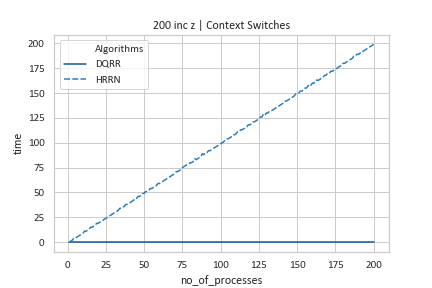 200 inc z | Context Switches
Algorithms
DQRR
HRRN
time
200
175
150
125
100
75
50
25
0
0 25 50 75 100 125 150 175 200
no_of_processes